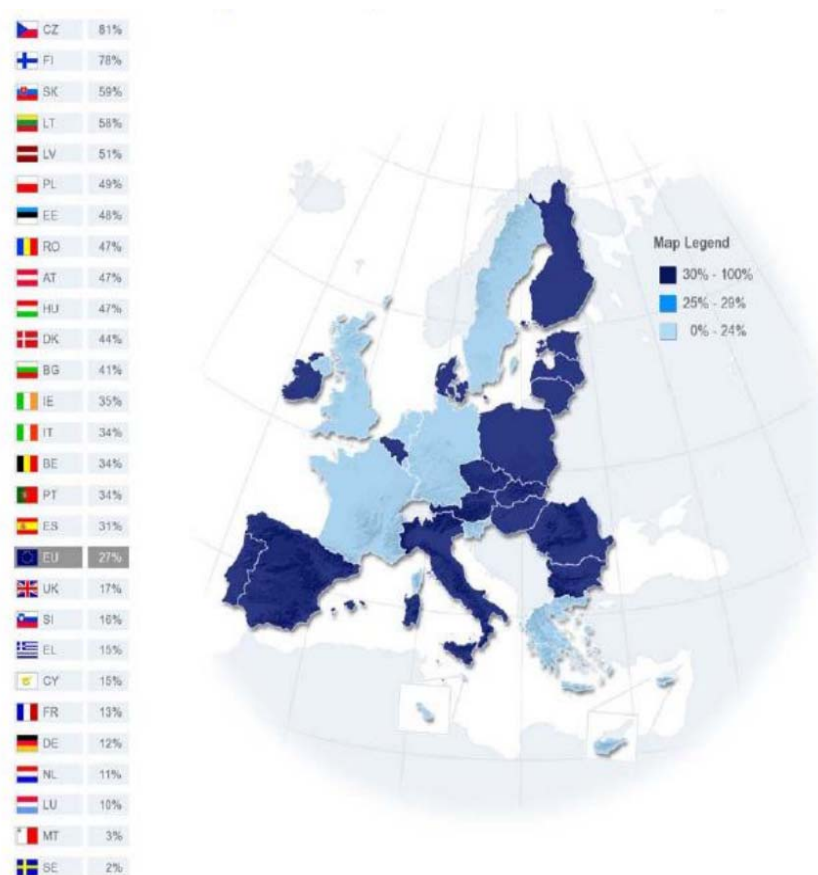 CZ 81%
FI 78%
SK 59%
LT 58%
LV 51%
PL 49%
EE 48%
RO 47%
AT 47%
HU 47%
DK 44%
BG 41%
IE 35%
IT 34%
BE 34%
PT 34%
ES 31%
EU 27%
UK 17%
SI 16%
EL 15%
CY 15%
FR 13%
DE 12%
NL 11%
LU 10%
MT 3%
SE 2%
Map Legend
30% - 100%
25% - 29%
0% - 24%